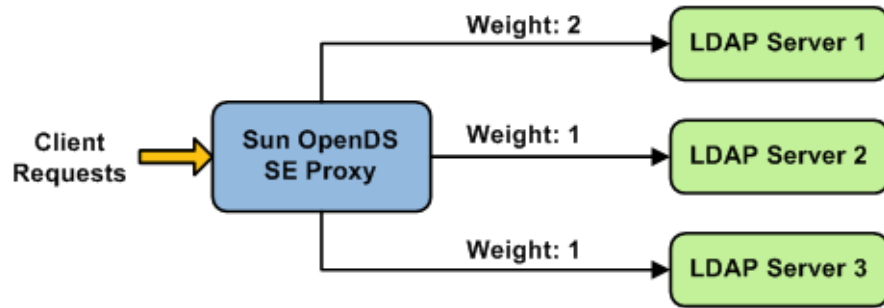 Weight: 2
LDAP Server 1
Client
Requests
Sun OpenDS
SE Proxy
Weight: 1
LDAP Server 2
Weight: 1
LDAP Server 3